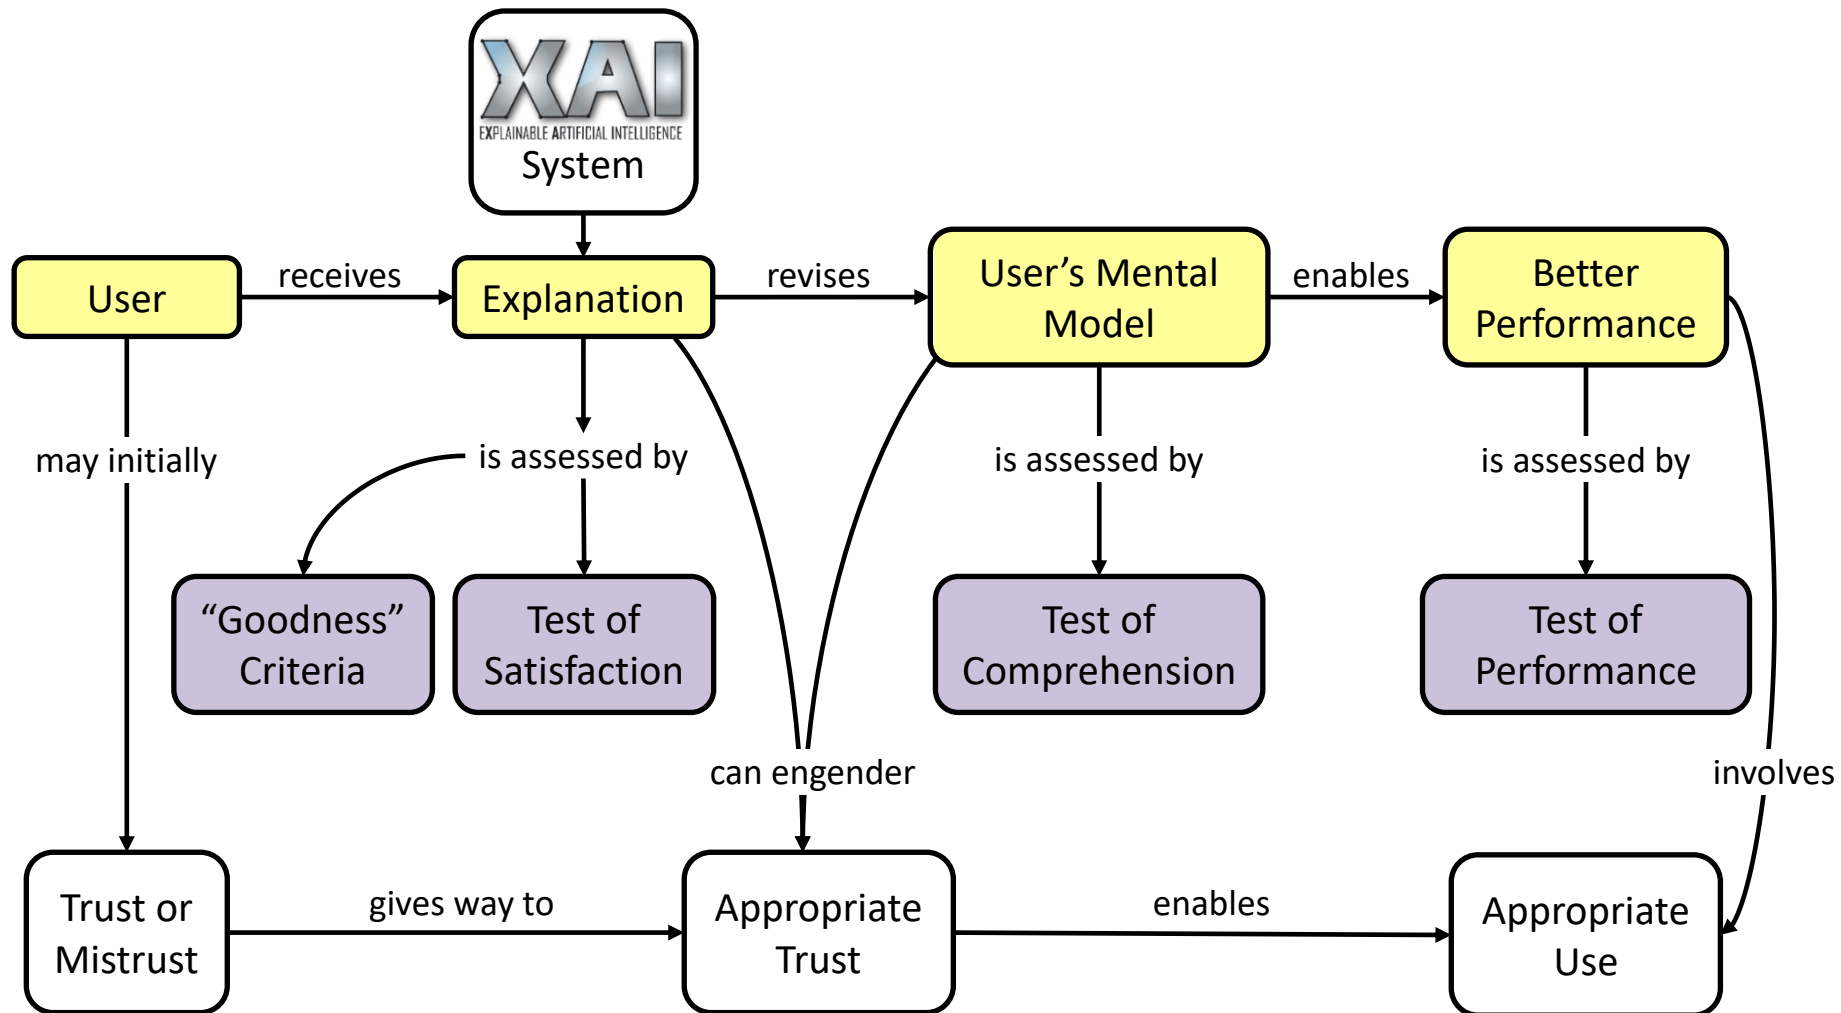 XAI
EXPLAINABLE ARTIFICIAL INTELLIGENCE
System
User
receives
Explanation
revises
User’s Mental
Model
enables
Better
Performance
may initially
is assessed by
is assessed by
is assessed by
“Goodness”
Criteria
Test of
Satisfaction
Test of
Comprehension
Test of
Performance
can engender
involves
Trust or
Mistrust
gives way to
Appropriate
Trust
enables
Appropriate
Use